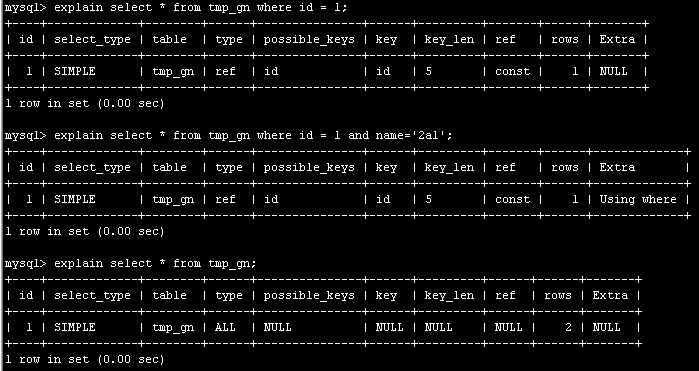 mysql> explain select * from tmp_gn where id = 1;
+----+-------------+--------+------+---------------+------+---------+-------+------+-------+
| id | select_type | table  | type | possible_keys | key  | key_len | ref   | rows | Extra |
+----+-------------+--------+------+---------------+------+---------+-------+------+-------+
|  1 | SIMPLE      | tmp_gn | ref  | id            | id   | 5       | const |    1 | NULL  |
+----+-------------+--------+------+---------------+------+---------+-------+------+-------+
1 row in set (0.00 sec)
mysql> explain select * from tmp_gn where id = 1 and name='2a1';
+----+-------------+--------+------+---------------+------+---------+-------+------+-------------+
| id | select_type | table  | type | possible_keys | key  | key_len | ref   | rows | Extra       |
+----+-------------+--------+------+---------------+------+---------+-------+------+-------------+
|  1 | SIMPLE      | tmp_gn | ref  | id            | id   | 5       | const |    1 | Using where |
+----+-------------+--------+------+---------------+------+---------+-------+------+-------------+
1 row in set (0.00 sec)
mysql> explain select * from tmp_gn;
+----+-------------+--------+------+---------------+------+---------+------+------+-------+
| id | select_type | table  | type | possible_keys | key  | key_len | ref  | rows | Extra |
+----+-------------+--------+------+---------------+------+---------+------+------+-------+
|  1 | SIMPLE      | tmp_gn | ALL  | NULL          | NULL | NULL    | NULL |    2 | NULL  |
+----+-------------+--------+------+---------------+------+---------+------+------+-------+
1 row in set (0.00 sec)